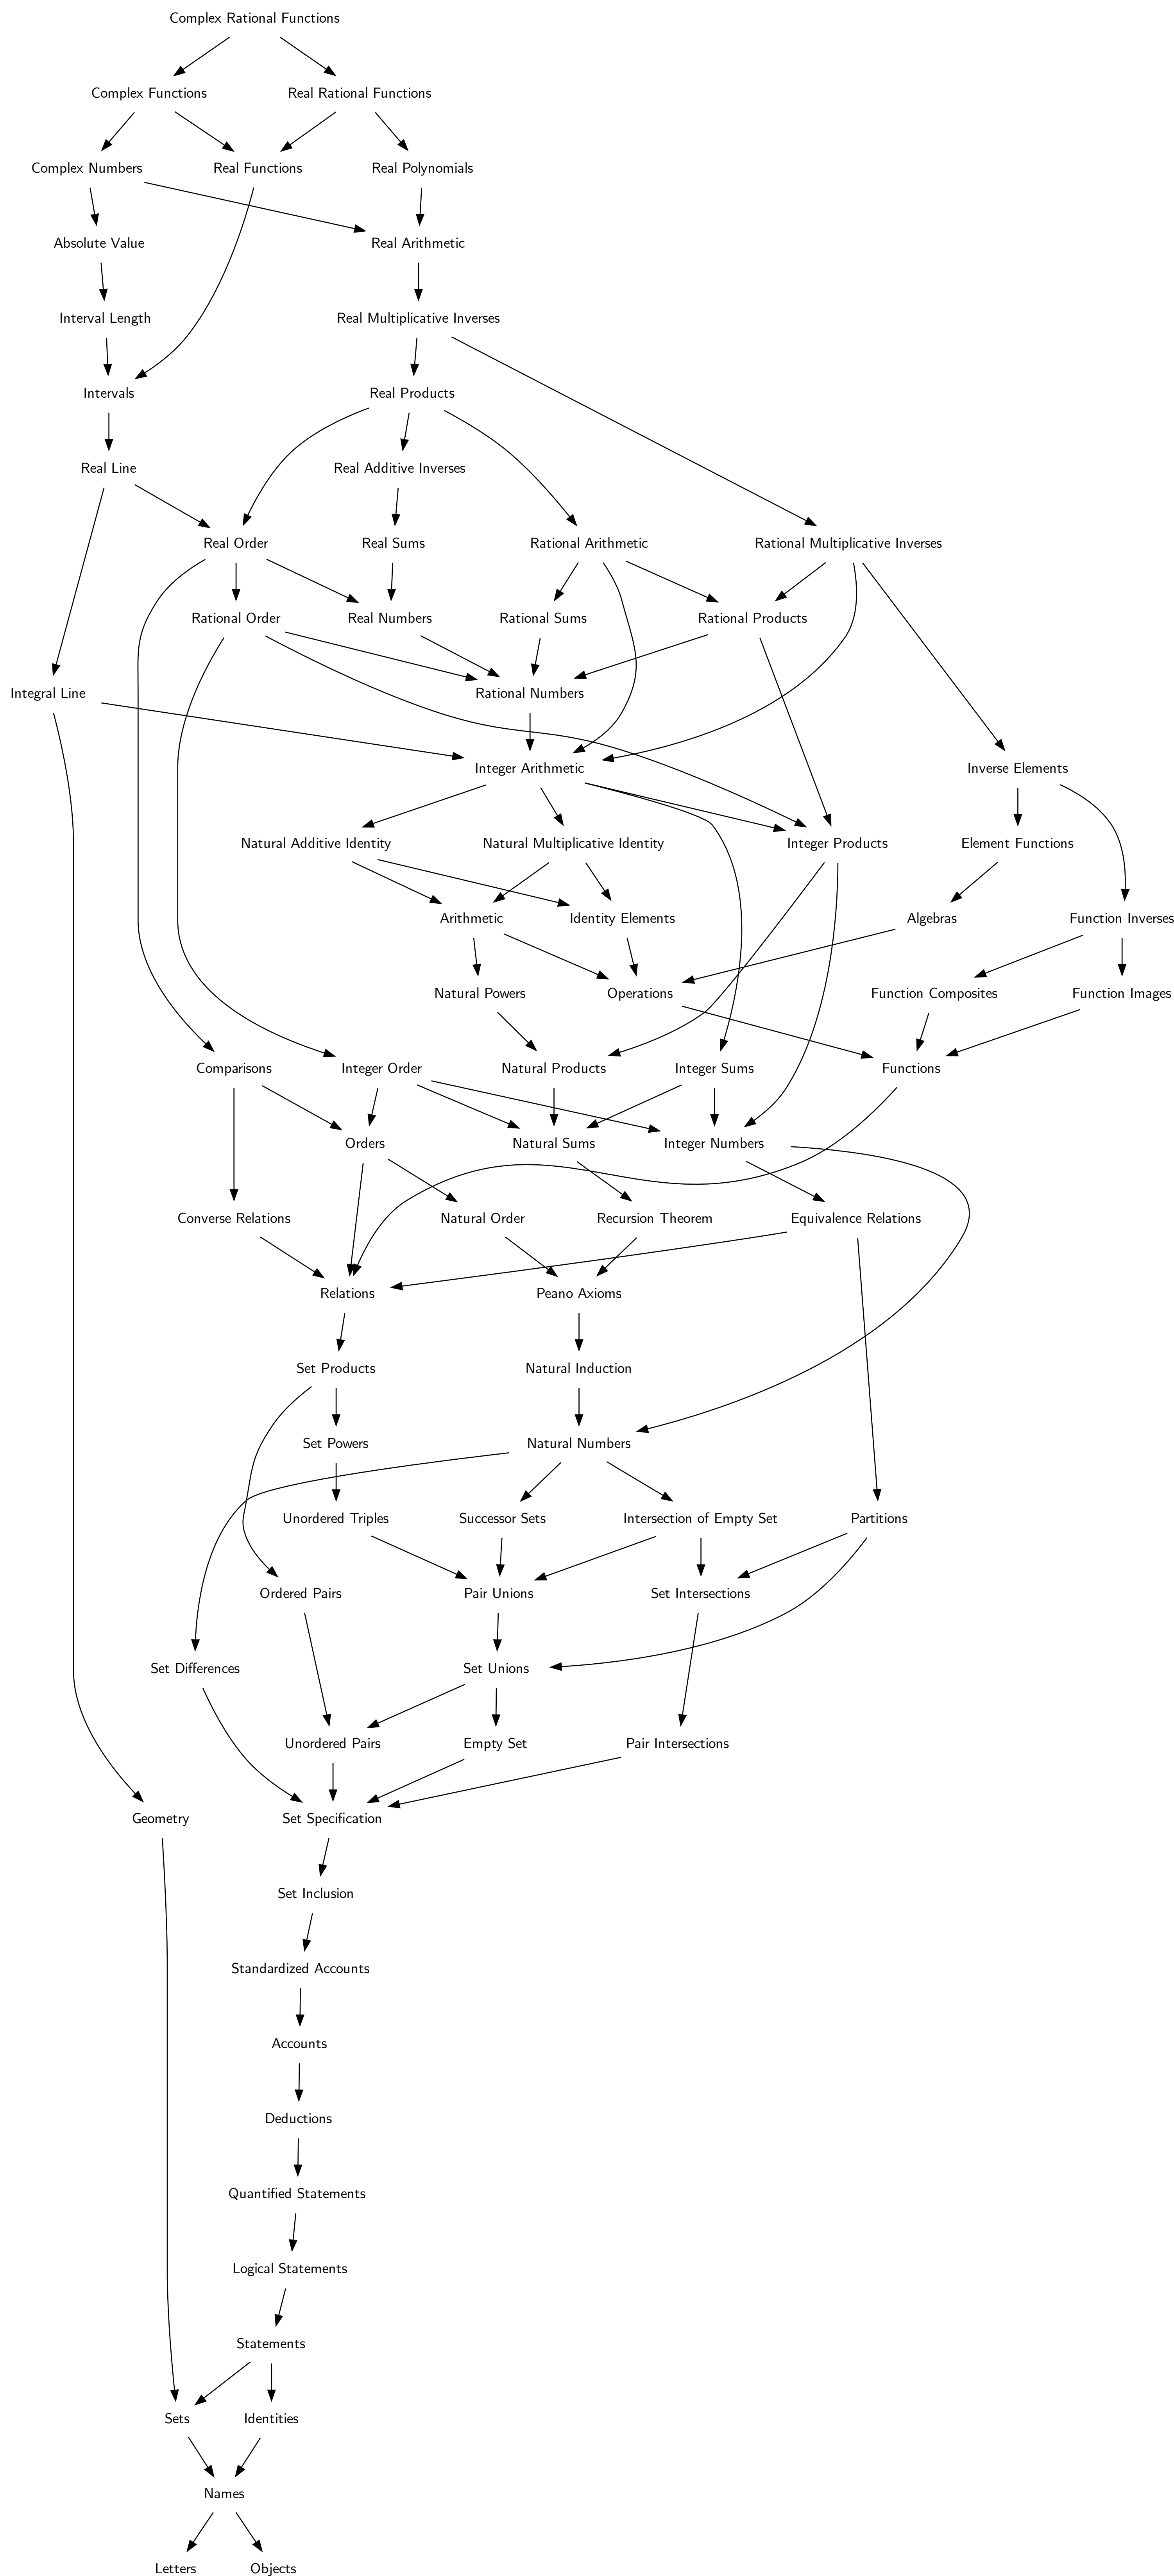 Complex Rational Functions
Complex Functions
Real Rational Functions
Complex Numbers
Real Functions
Real Polynomials
Absolute Value
Real Arithmetic
Interval Length
Real Multiplicative Inverses
Intervals
Real Products
Real Line
Real Additive Inverses
Real Order
Real Sums
Rational Arithmetic
Rational Multiplicative Inverses
Rational Order
Real Numbers
Rational Sums
Rational Products
Integral Line
Rational Numbers
Integer Arithmetic
Inverse Elements
Natural Additive Identity
Natural Multiplicative Identity
Integer Products
Element Functions
Arithmetic
Identity Elements
Algebras
Function Inverses
Natural Powers
Operations
Function Composites
Function Images
Comparisons
Integer Order
Natural Products
Integer Sums
Functions
Orders
Natural Sums
Integer Numbers
Converse Relations
Natural Order
Recursion Theorem
Equivalence Relations
Relations
Peano Axioms
Set Products
Natural Induction
Set Powers
Natural Numbers
Unordered Triples
Successor Sets
Intersection of Empty Set
Partitions
Ordered Pairs
Pair Unions
Set Intersections
Set Differences
Set Unions
Unordered Pairs
Empty Set
Pair Intersections
Geometry
Set Specification
Set Inclusion
Standardized Accounts
Accounts
Deductions
Quantified Statements
Logical Statements
Statements
Sets
Identities
Names
Letters
Objects